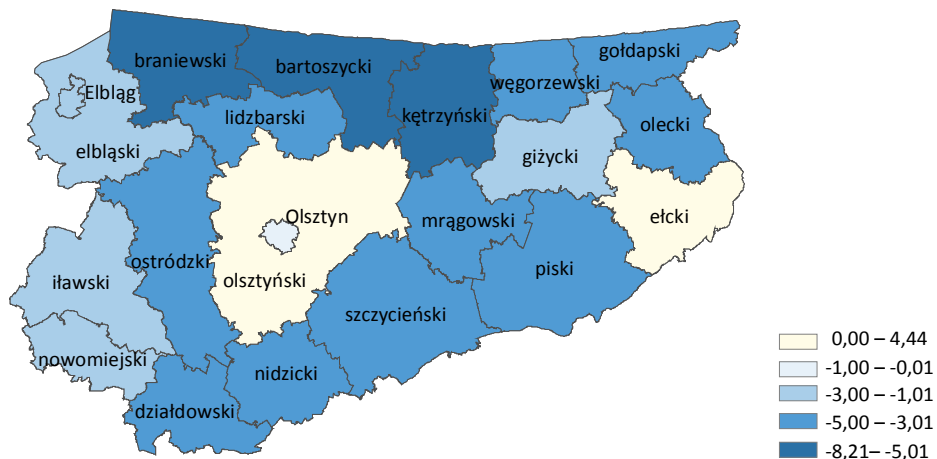 braniewski
bartoszycki
gołdapski
węgorzewski
Elbląg
kętrzyński
lidzbarski
olecki
elbląski
giżycki
Olsztyn
ełcki
mrągowski
ostródzki
piski
iławski
olsztyński
szczycieński
nowomiejski
nidzicki
działdowski
0,00 – 4,44
-1,00 – -0,01
-3,00 – -1,01
-5,00 – -3,01
-8,21– -5,01